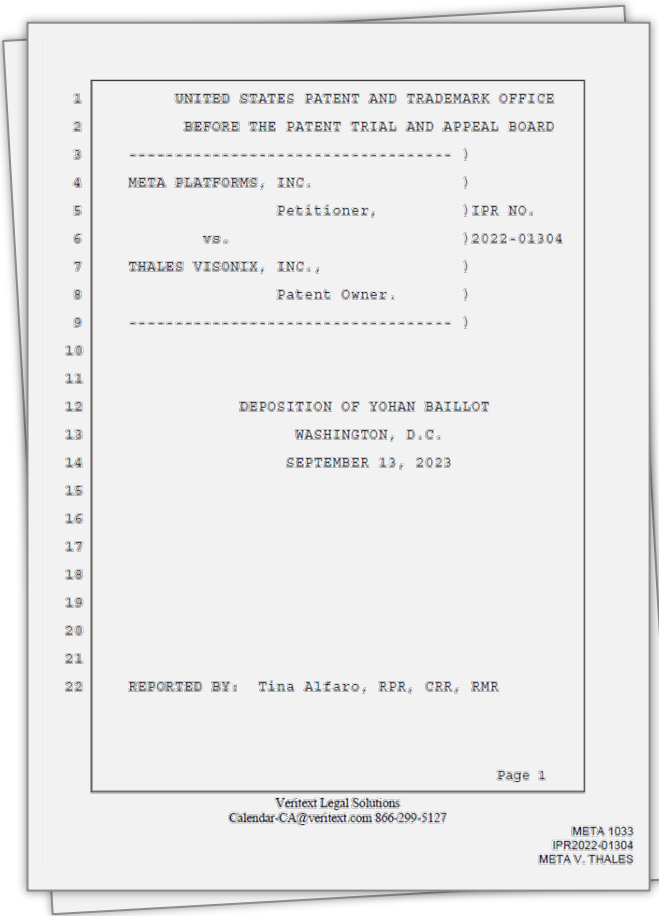 1 UNITED STATES PATENT AND TRADEMARK OFFICE
2 BEFORE THE PATENT TRIAL AND APPEAL BOARD
3 ----------------------------------- )
4 META PLATFORMS, INC. )
5 Petitioner, )IPR NO.
6 vs. )2022-01304
7 THALES VISONIX, INC., )
8 Patent Owner. )
9 ----------------------------------- )
10
11
12 DEPOSITION OF YOHAN BAILLOT
13 WASHINGTON, D.C.
14 SEPTEMBER 13, 2023
15
16
17
18
19
20
21
22 REPORTED BY: Tina Alfaro, RPR, CRR, RMR
Page 1
Veritext Legal Solutions
Calendar-CA@veritext.com 866-299-5127
META 1033
IPR2022-01304
META V. THALES